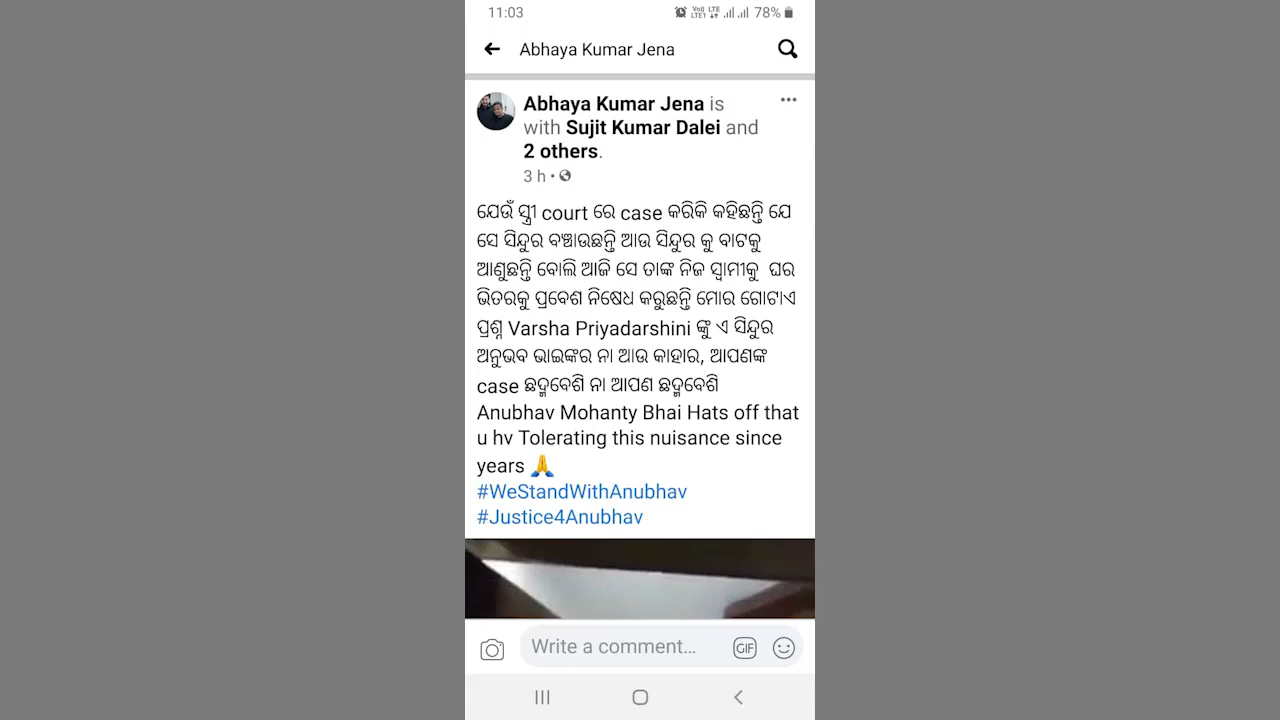 11:03
Vo) LTE
LTE1
78%
Abhaya Kumar Jena
Abhaya Kumar Jena is
with Sujit Kumar Dalei and
2 others.
3 h •
ଯେଉଁ ସ୍ତ୍ରୀ court ରେ case କରିକି କହିଛନ୍ତି ଯେ
ସେ ସିନ୍ଦୁର ବଞ୍ଚାଉଛନ୍ତି ଆଉ ସିନ୍ଦୁର କୁ ବାଟକୁ
ଆଣୁଛନ୍ତି ବୋଲି ଆଜି ସେ ତାଙ୍କ ନିଜ ସ୍ୱାମୀକୁ ଘର
ଭିତରକୁ ପ୍ରବେଶ ନିଷେଧ କରୁଛନ୍ତି ମୋର ଗୋଟାଏ
ପ୍ରଶ୍ନ Varsha Priyadarshini ଙ୍କୁ ଏ ସିନ୍ଦୁର
ଅନୁଭବ ଭାଇଙ୍କର ନା ଆଉ କାହାର, ଆପଣଙ୍କ
case ଛଦ୍ମବେଶି ନା ଆପଣ ଛଦ୍ମବେଶି
Anubhav Mohanty Bhai Hats off that
u hv Tolerating this nuisance since
years 🙏
#WeStandWithAnubhav
#Justice4Anubhav
Write a comment...
GIF